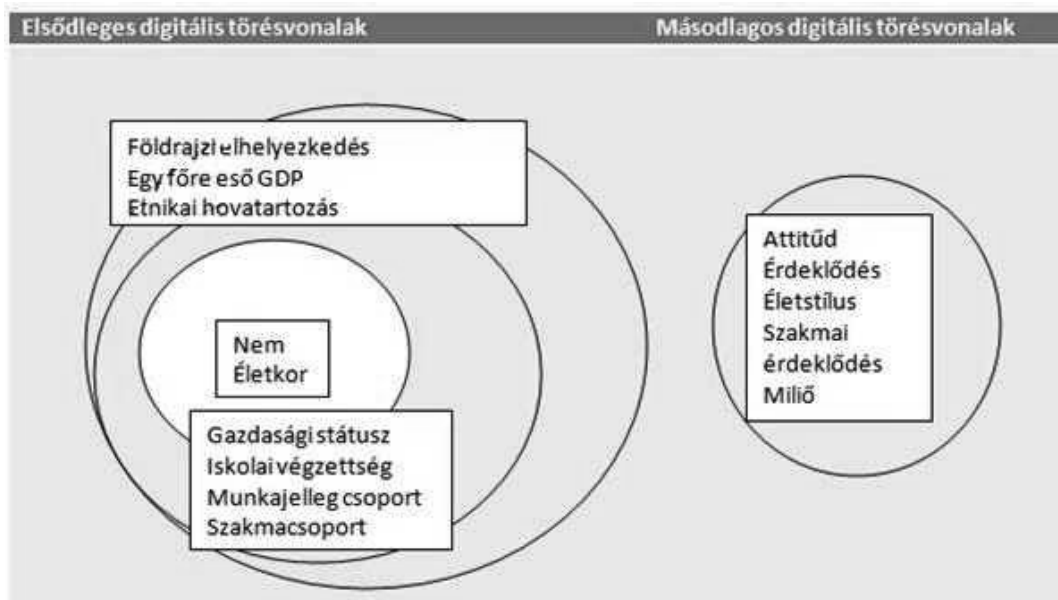 Elsődleges digitális törésvonalak
Másodlagos digitális törésvonalak
Földrajzi elhelyezkedés
Egy főre eső GDP
Etnikai hovatartozás
Nem
Életkor
Gazdasági státusz
Iskolai végzettség
Munkajelleg csoport
Szakmacsoport
Attitűd
Érdeklődés
Életstílus
Szakmai
érdeklődés
Miliő